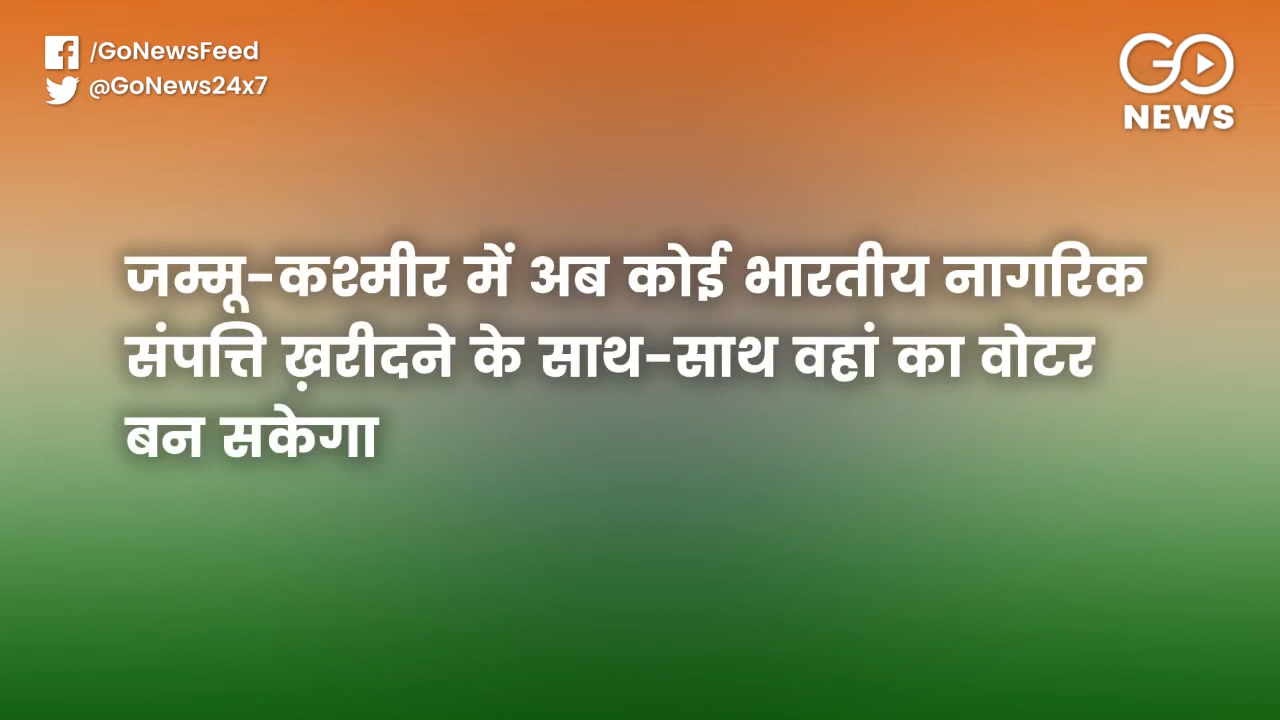 /GoNewsFeed
@GoNews24x7
GO
NEWS
जम्मू-कश्मीर में अब कोई भारतीय नागरिक
संपत्ति ख़रीदने के साथ-साथ वहां का वोटर
बन सकेगा